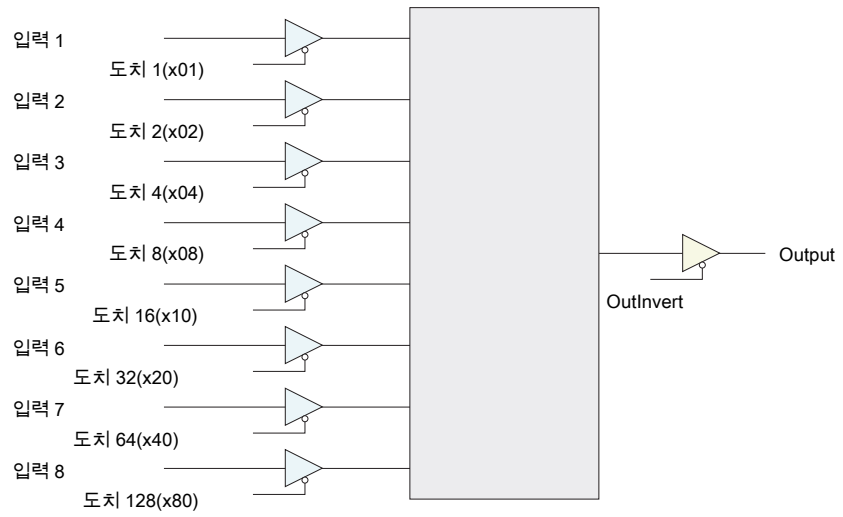 입력 1
도치 1(x01)
입력 2
도치 2(x02)
입력 3
도치 4(x04)
입력 4
도치 8(x08)
입력 5
도치 16(x10)
입력 6
도치 32(x20)
입력 7
도치 64(x40)
입력 8
도치 128(x80)
Output
OutInvert